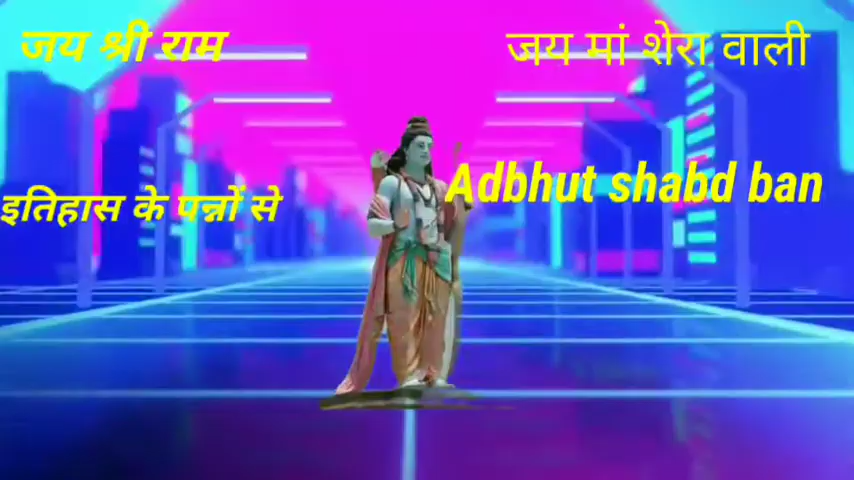 जय श्री राम
जय मां शेरा वाली
इतिहास के पन्नों से
Adbhut shabd ban